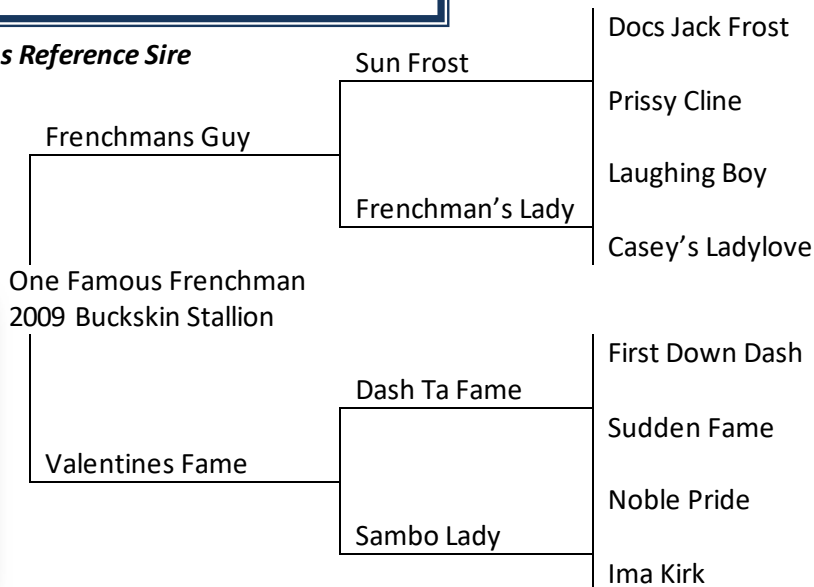 s Reference Sire
Docs Jack Frost
Sun Frost
Prissy Cline
Frenchmans Guy
Laughing Boy
Frenchman’s Lady
Casey’s Ladylove
One Famous Frenchman
2009 Buckskin Stallion
First Down Dash
Dash Ta Fame
Sudden Fame
Valentines Fame
Noble Pride
Sambo Lady
Ima Kirk